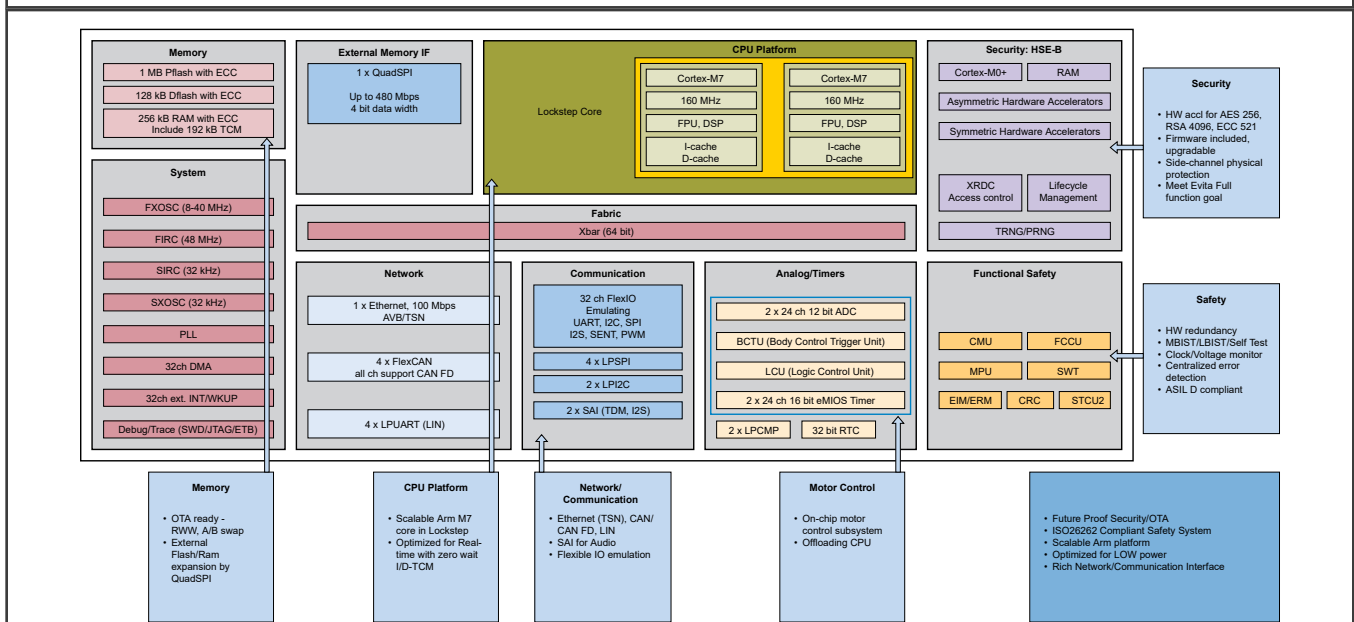 Memory
1 MB Pflash with ECC
128 kB Dflash with ECC
256 kB RAM with ECC
Include 192 kB TCM
External Memory IF
1 x QuadSPI
Up to 480 Mbps
4 bit data width
CPU Platform
Lockstep Core
Cortex-M7
160 MHz
FPU, DSP
I-cache
D-cache
Cortex-M7
160 MHz
FPU, DSP
I-cache
D-cache
Security: HSE-B
Cortex-M0+
RAM
Asymmetric Hardware Accelerators
Symmetric Hardware Accelerators
XRDC
Access control
Lifecycle
Management
TRNG/PRNG
Security
• HW accl for AES 256,
RSA 4096, ECC 521
• Firmware included,
upgradable
• Side-channel physical
protection
• Meet Evita Full
function goal
System
FXOSC (8-40 MHz)
FIRC (48 MHz)
SIRC (32 kHz)
SXOSC (32 kHz)
PLL
32ch DMA
32ch ext. INT/WKUP
Debug/Trace (SWD/JTAG/ETB)
Fabric
Xbar (64 bit)
Network
1 x Ethernet, 100 Mbps
AVB/TSN
4 x FlexCAN
all ch support CAN FD
4 x LPUART (LIN)
Communication
32 ch FlexIO
Emulating
UART, I2C, SPI
I2S, SENT, PWM
4 x LPSPI
2 x LPI2C
2 x SAI (TDM, I2S)
Analog/Timers
2 x 24 ch 12 bit ADC
BCTU (Body Control Trigger Unit)
LCU (Logic Control Unit)
2 x 24 ch 16 bit eMIOS Timer
2 x LPCMP
32 bit RTC
Functional Safety
CMU
FCCU
MPU
SWT
EIM/ERM
CRC
STCU2
Safety
• HW redundancy
• MBIST/LBIST/Self Test
• Clock/Voltage monitor
• Centralized error
detection
• ASIL D compliant
Memory
• OTA ready -
RWW, A/B swap
• External
Flash/Ram
expansion by
QuadSPI
CPU Platform
• Scalable Arm M7
core in Lockstep
• Optimized for Real-
time with zero wait
I/D-TCM
Network/
Communication
• Ethernet (TSN), CAN/
CAN FD, LIN
• SAI for Audio
• Flexible IO emulation
Motor Control
• On-chip motor
control subsystem
• Offloading CPU
• Future Proof Security/OTA
• ISO26262 Compliant Safety System
• Scalable Arm platform
• Optimized for LOW power
• Rich Network/Communication Interface